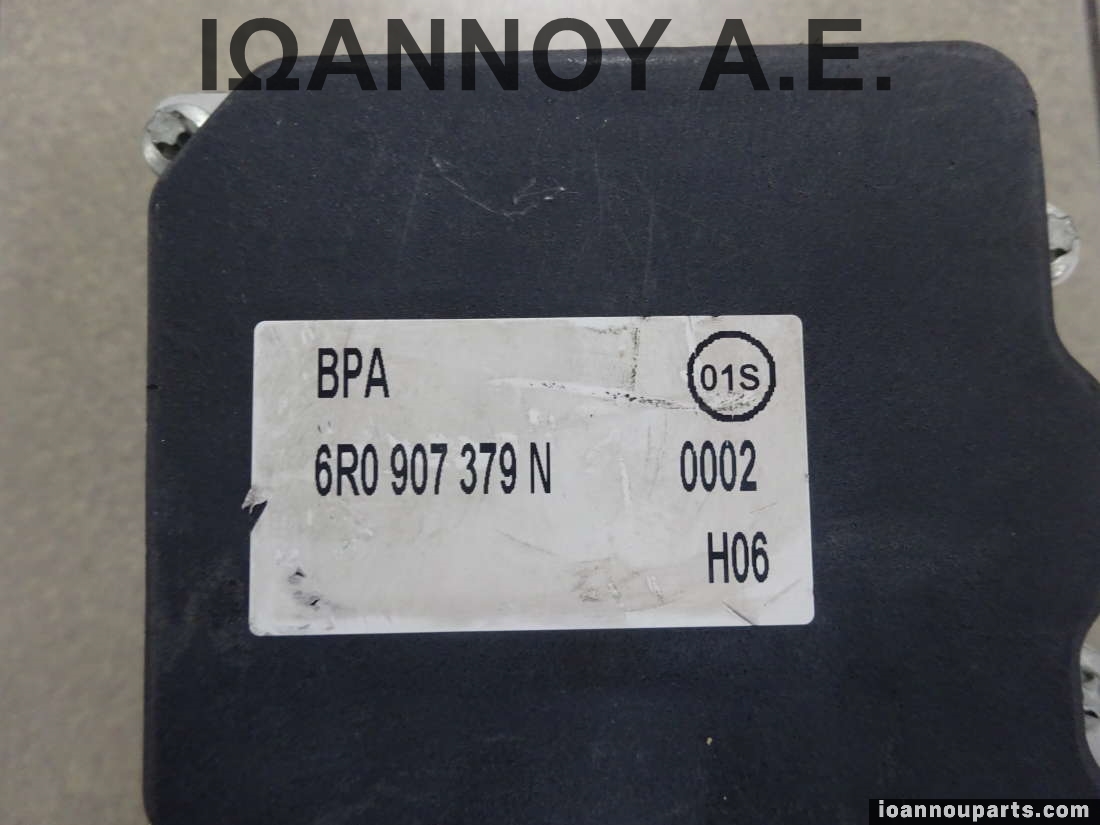 ΙΩΑΝΝΟΥ Α.Ε.
BPA 01S
6R0 907 379 N 0002
H06
ioannouparts.com